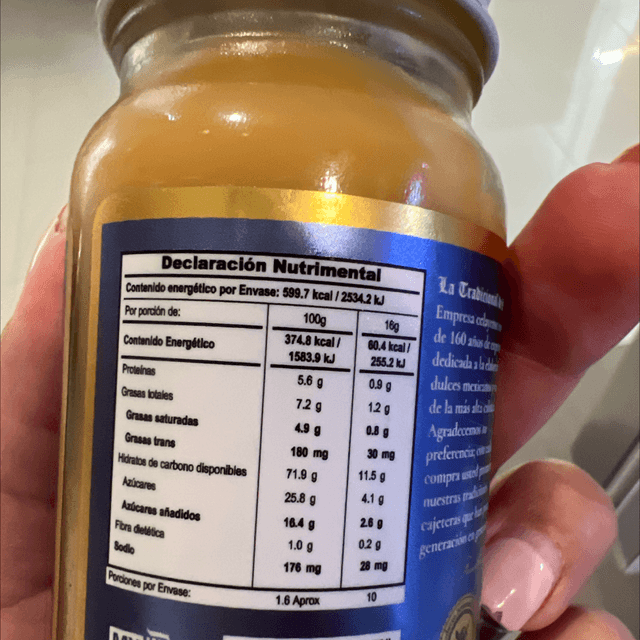 Declaración Nutrimental
Contenido energético por Envase: 599.7 kcal / 2534.2 kJ
Por porción de: 100g 16g
Contenido Energético 374.8 kcal / 1583.9 kJ 60.4 kcal / 255.2 kJ
Proteínas 5.6 g 0.9 g
Grasas totales 7.2 g 1.2 g
Grasas saturadas 4.9 g 0.8 g
Grasas trans 180 mg 30 mg
Hidratos de carbono disponibles 71.9 g 11.5 g
Azúcares 25.8 g 4.1 g
Azúcares añadidos 16.4 g 2.6 g
Fibra dietética 1.0 g 0.2 g
Sodio 176 mg 28 mg
Porciones por Envase: 1.6 Aprox 10
La Tradicional de
Empresa
de 160 años de
dedicada a la
dulces
de la más alta
Agradecemos
preferencia;
compra usted
nuestras
cajeteras que
generación en